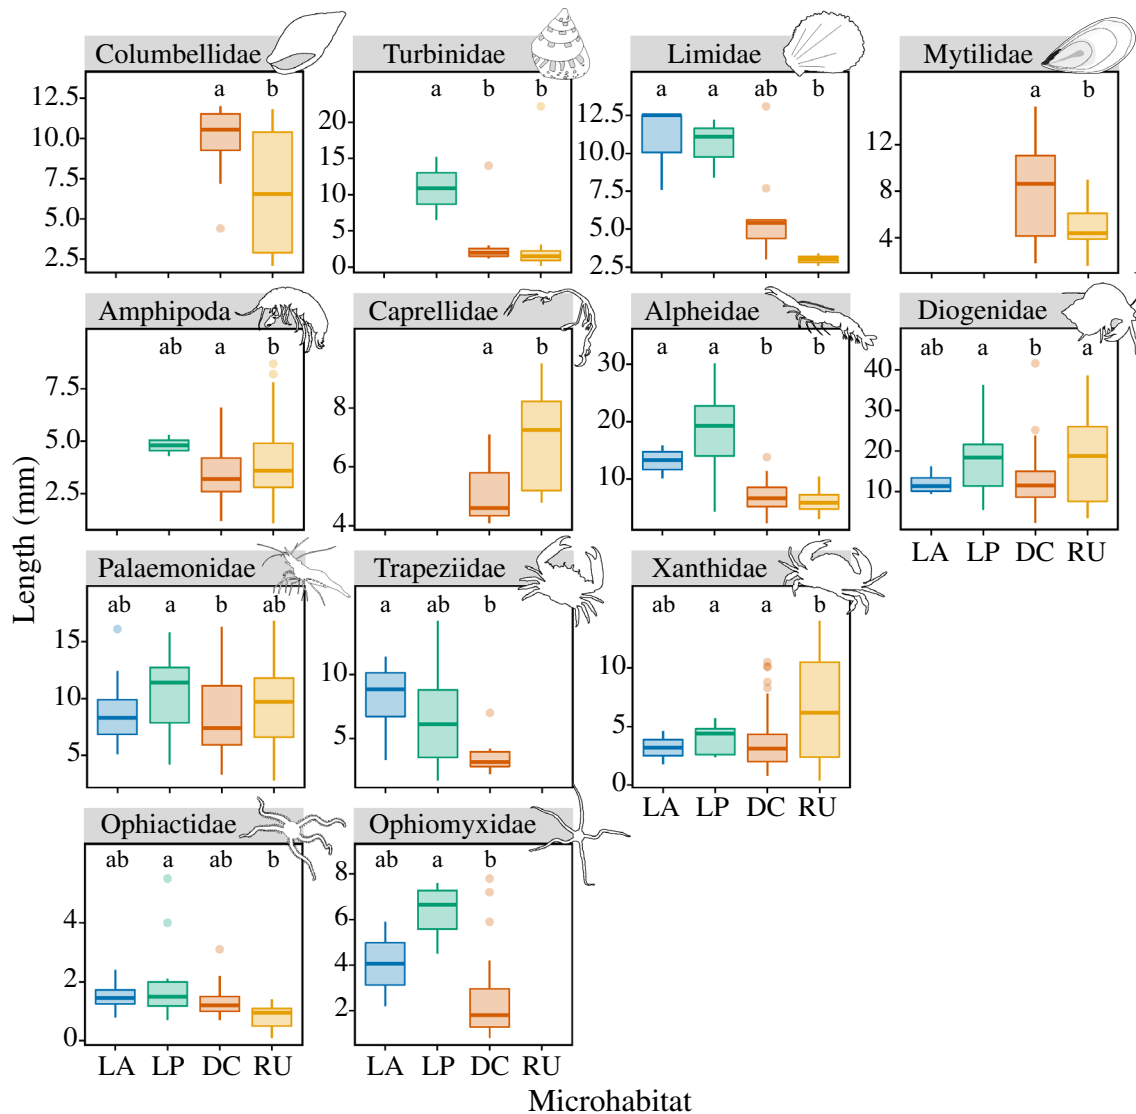 Columbellidae
Turbinidae
Limidae
Mytilidae
a b
a b b
a a ab b
a b
12.5
10.0
7.5
5.0
2.5
20
15
10
5
0
12.5
10.0
7.5
5.0
2.5
12
8
4
Amphipoda
Caprellidae
Alpheidae
Diogenidae
ab a b
a b
a a b b
ab a b a
7.5
5.0
2.5
8
6
4
30
20
10
40
30
20
10
LA LP DC RU
Length (mm)
Palaemonidae
Trapeziidae
Xanthidae
ab a b ab
a ab b
ab a a b
15
10
5
10
5
10
5
0
LA LP DC RU
Ophiactidae
Ophiomyxidae
ab a ab b
ab a b
4
2
0
8
6
4
2
LA LP DC RU
LA LP DC RU
Microhabitat